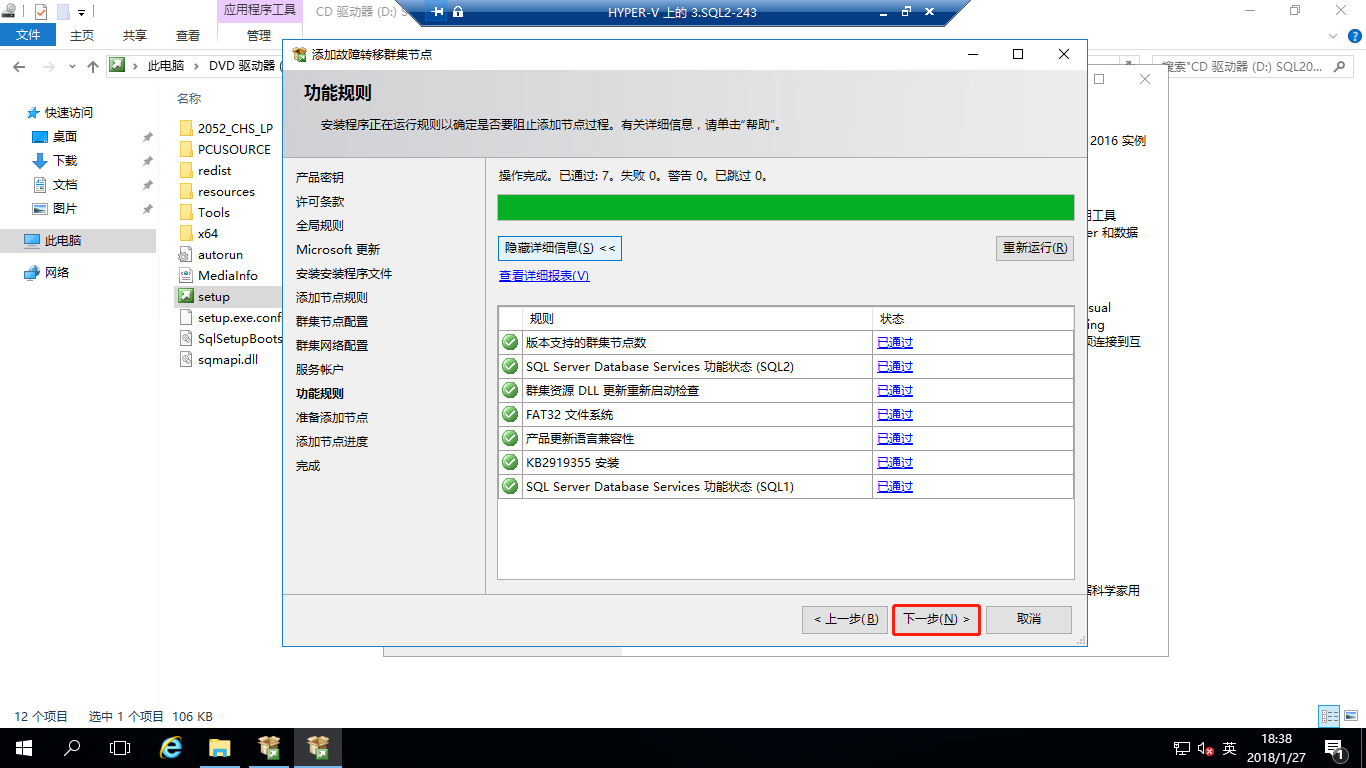 应用程序工具
CD 驱动器 (D:) S
HYPER-V 上的 3.SQL2-243
文件
主页
共享
查看
管理
此电脑
DVD 驱动器 (
搜索"CD 驱动器 (D:) SQL20...
快速访问
桌面
下载
文档
图片
此电脑
网络
名称
2052_CHS_LP
PCUSOURCE
redist
resources
Tools
x64
autorun
MediaInfo
setup
setup.exe.conf
SqlSetupBoots
sqmapi.dll
添加故障转移群集节点
功能规则
安装程序正在运行规则以确定是否要阻止添加节点过程。有关详细信息，请单击“帮助”。
产品密钥
许可条款
全局规则
Microsoft 更新
安装安装程序文件
添加节点规则
群集节点配置
群集网络配置
服务帐户
功能规则
准备添加节点
添加节点进度
完成
操作完成。已通过: 7。失败 0。警告 0。已跳过 0。
隐藏详细信息(S) <<
重新运行(R)
查看详细报表(V)
规则
状态
版本支持的群集节点数
已通过
SQL Server Database Services 功能状态 (SQL2)
已通过
群集资源 DLL 更新重新启动检查
已通过
FAT32 文件系统
已通过
产品更新语言兼容性
已通过
KB2919355 安装
已通过
SQL Server Database Services 功能状态 (SQL1)
已通过
< 上一步(B)
下一步(N) >
取消
2016 实例
工具
er 和数据
sual
ing
连接到互
科学家用
12 个项目
选中 1 个项目 106 KB
英
18:38
2018/1/27
1